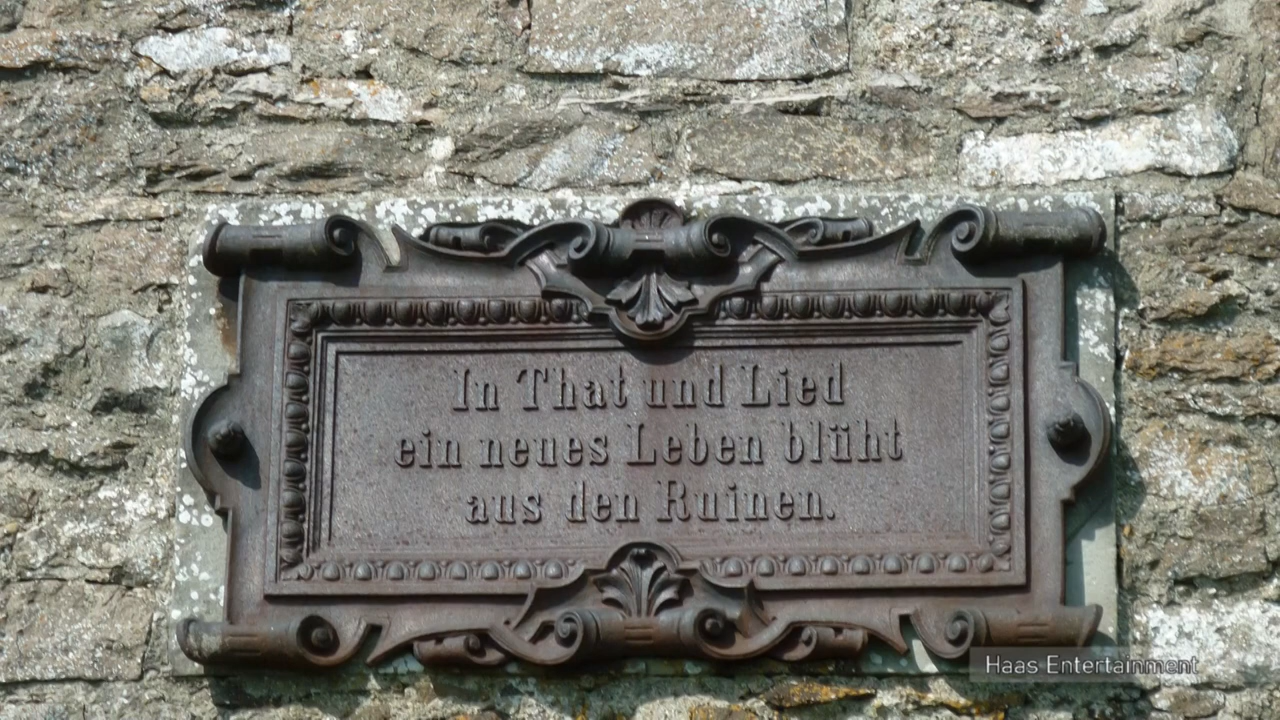 In That und Lied
ein neues Leben blüht
aus den Ruinen.
Haas Entertainment